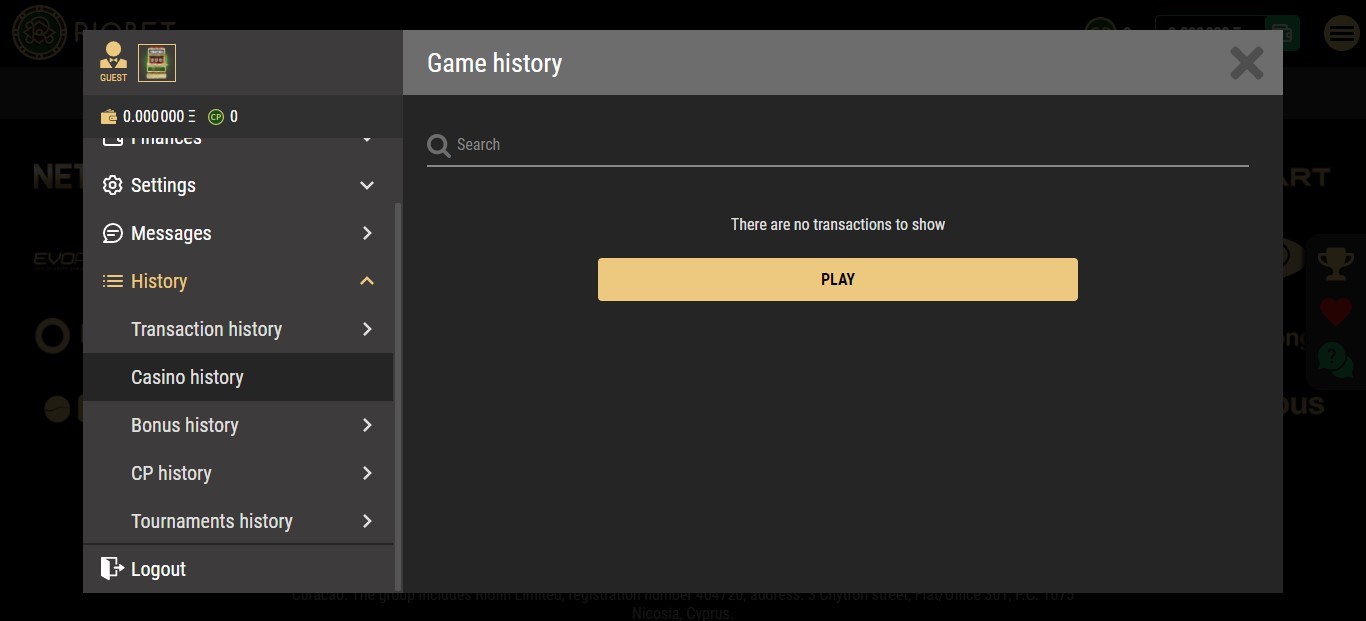 RIOBET
GUEST
0.000000 Ξ CP 0
Finances
Settings
Messages
History
Transaction history
Casino history
Bonus history
CP history
Tournaments history
Logout
Game history
Search
There are no transactions to show
PLAY
Curacao. The group includes Riolin Limited, registration number 404720, address: 3 Chytron street, Flat/Office 301, P.C. 1075
Nicosia, Cyprus.